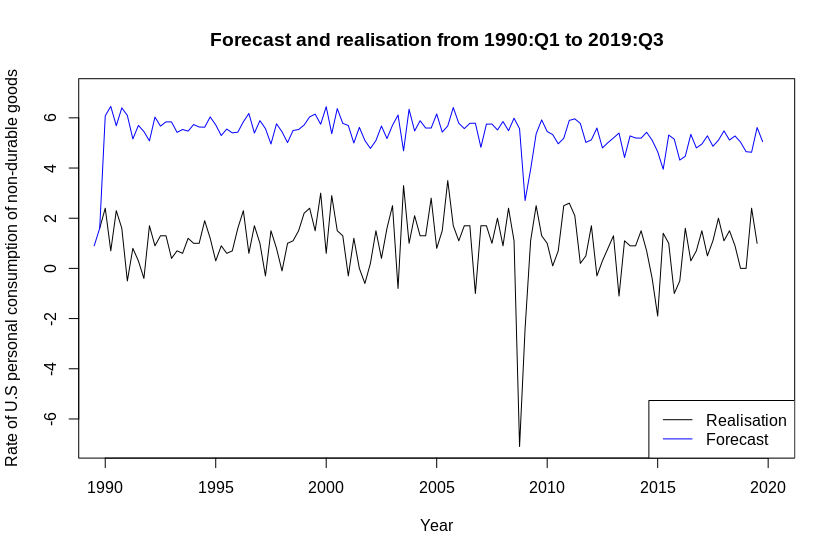 Forecast and realisation from 1990:Q1 to 2019:Q3
Rate of U.S personal consumption of non-durable goods
6
4
2
0
-2
-4
-6
1990 1995 2000 2005 2010 2015 2020
Year
Realisation
Forecast